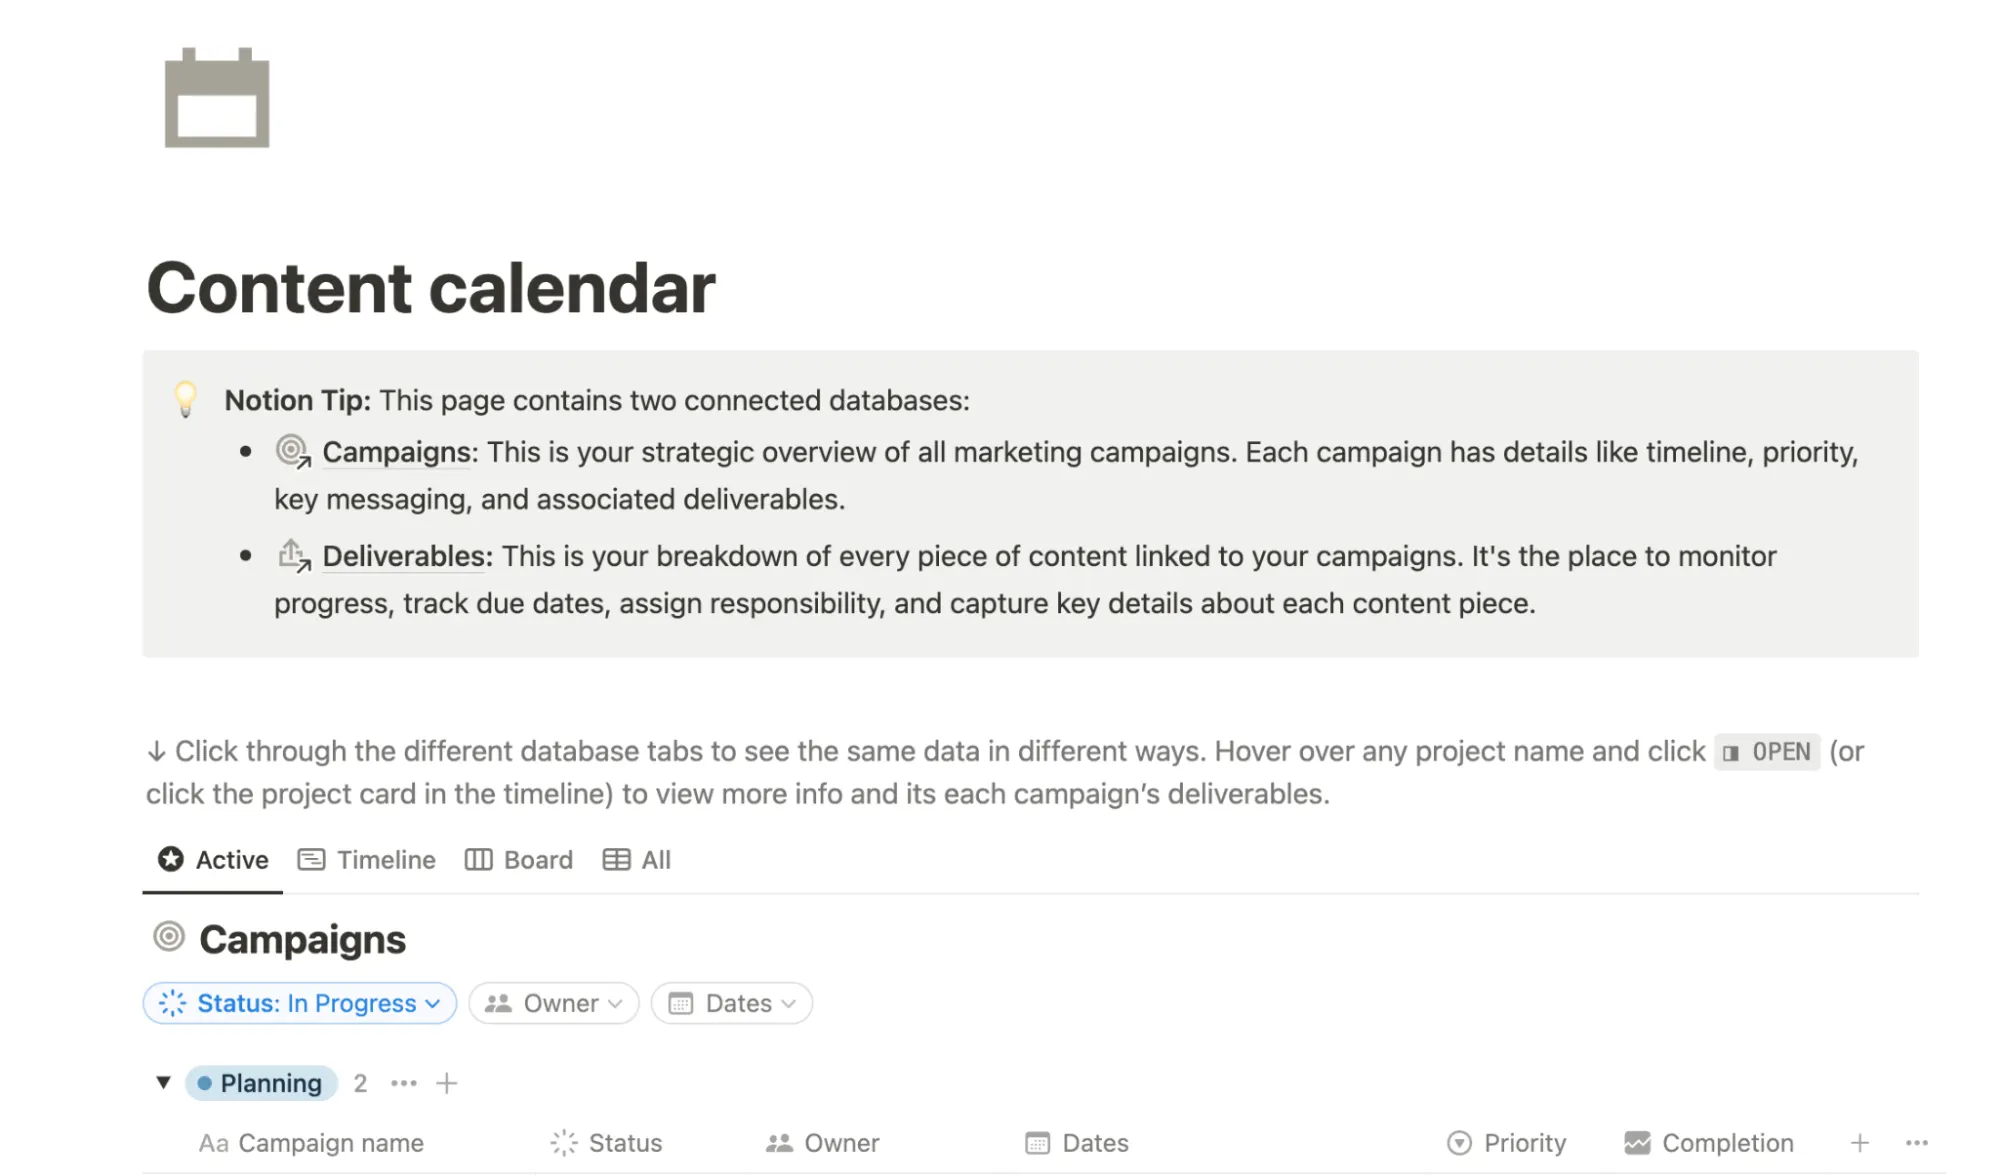 Content calendar
Notion Tip: This page contains two connected databases:
• Campaigns: This is your strategic overview of all marketing campaigns. Each campaign has details like timeline, priority,
key messaging, and associated deliverables.
• Deliverables: This is your breakdown of every piece of content linked to your campaigns. It's the place to monitor
progress, track due dates, assign responsibility, and capture key details about each content piece.
↓ Click through the different database tabs to see the same data in different ways. Hover over any project name and click OPEN (or
click the project card in the timeline) to view more info and its each campaign’s deliverables.
Active Timeline Board All
Campaigns
Status: In Progress Owner Dates
Planning 2 ··· +
Aa Campaign name Status Owner Dates Priority Completion + ···